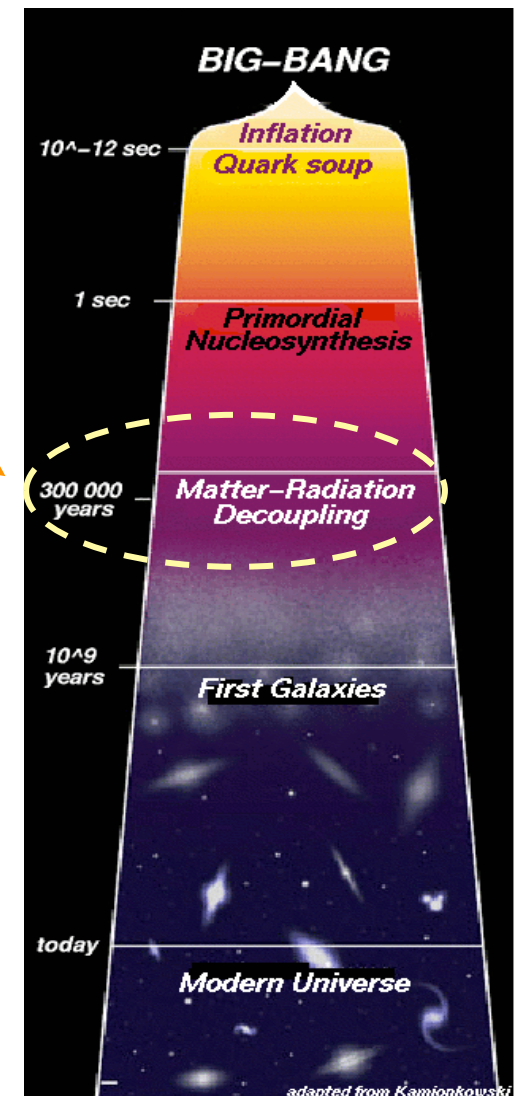 BIG-BANG
Inflation
10^-12 sec
Quark soup
1 sec
Primordial
Nucleosynthesis
300 000
years
Matter-Radiation
Decoupling
10^9
years
First Galaxies
today
Modern Universe
adapted from Kamionkowski